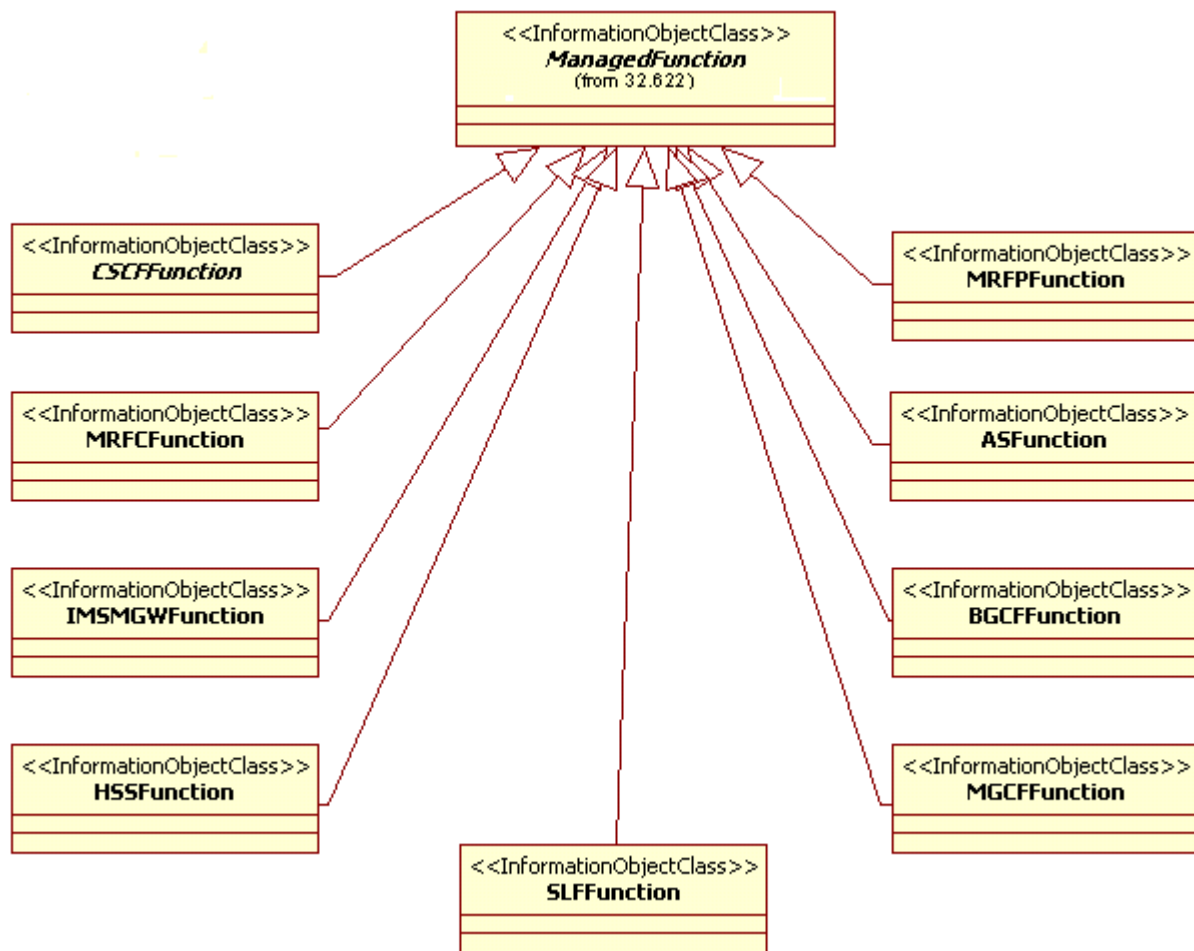 <<InformationObjectClass>>
ManagedFunction
(from 32.622)
<<InformationObjectClass>>
CSCFFunction
<<InformationObjectClass>>
MRFPFunction
<<InformationObjectClass>>
MRFCFunction
<<InformationObjectClass>>
ASFunction
<<InformationObjectClass>>
IMSMGWFunction
<<InformationObjectClass>>
BGCFFunction
<<InformationObjectClass>>
HSSFunction
<<InformationObjectClass>>
MGCFFunction
<<InformationObjectClass>>
SLFFunction